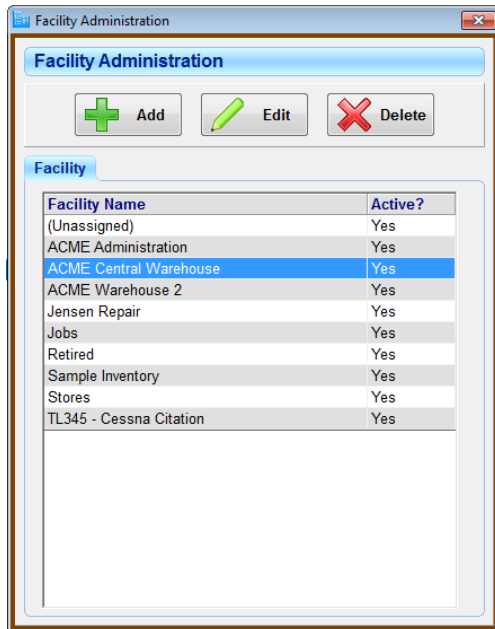 Facility Administration
Facility Administration
Add Edit Delete
Facility
Facility Name Active?
(Unassigned) Yes
ACME Administration Yes
ACME Central Warehouse Yes
ACME Warehouse 2 Yes
Jensen Repair Yes
Jobs Yes
Retired Yes
Sample Inventory Yes
Stores Yes
TL345 - Cessna Citation Yes